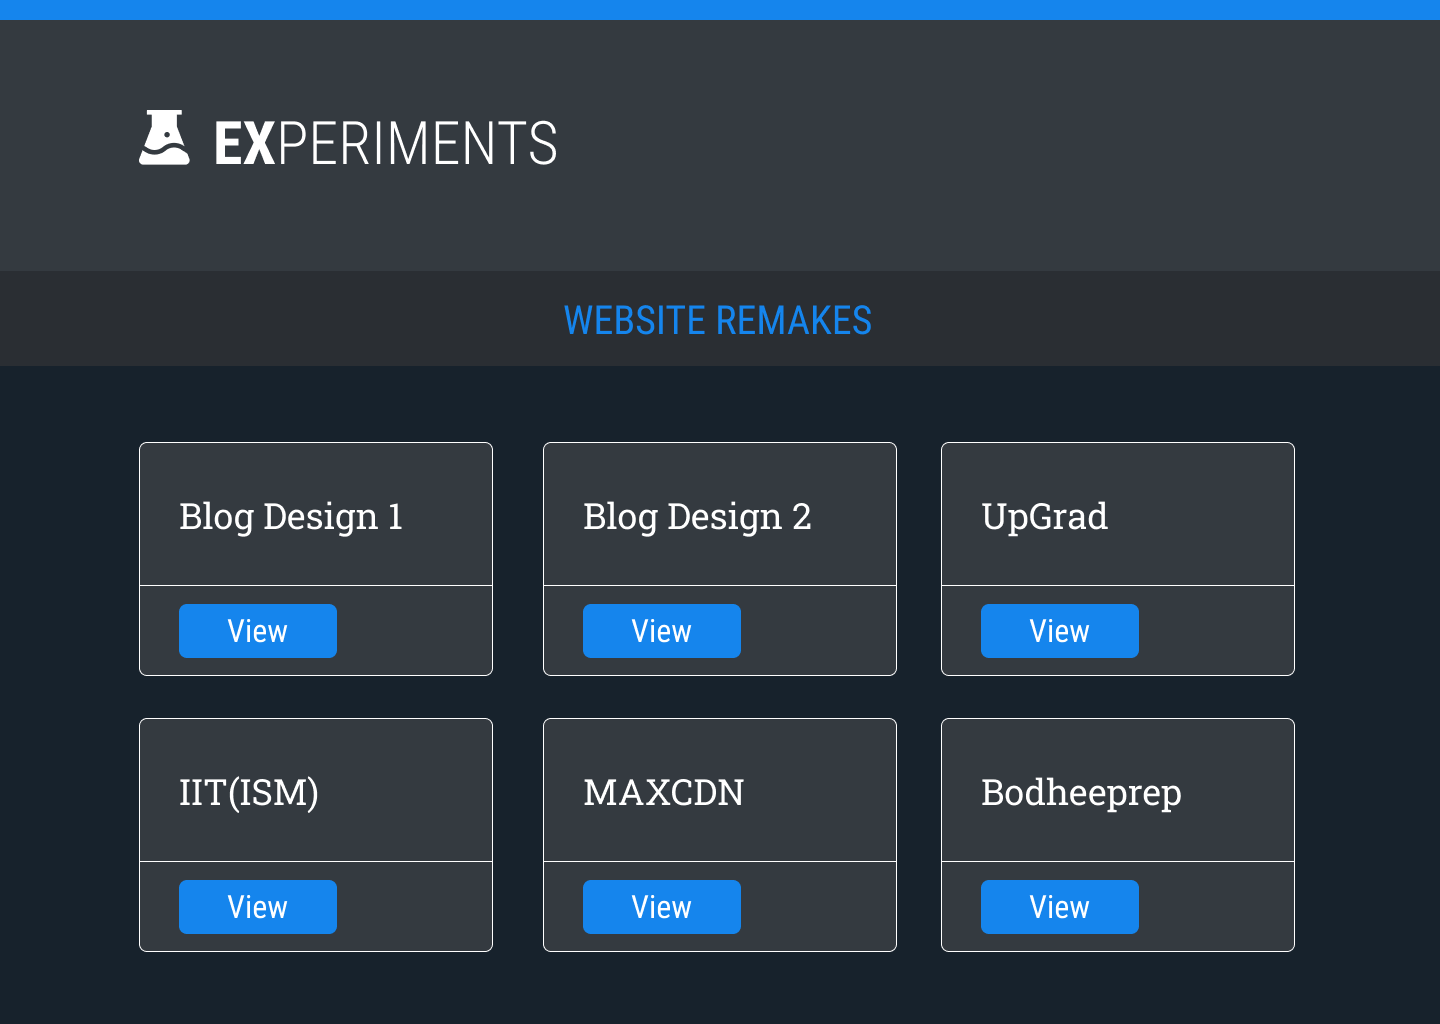 EXPERIMENTS
WEBSITE REMAKES
Blog Design 1
View
Blog Design 2
View
UpGrad
View
IIT(ISM)
View
MAXCDN
View
Bodheeprep
View